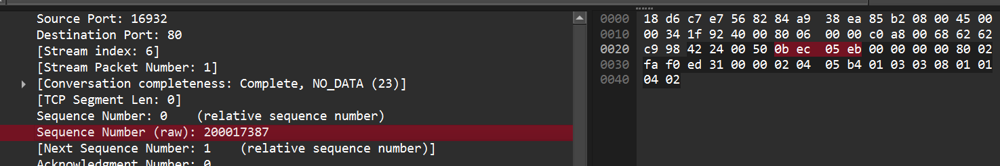 Source Port: 16932
Destination Port: 80
[Stream index: 6]
[Stream Packet Number: 1]
[Conversation completeness: Complete, NO_DATA (23)]
[TCP Segment Len: 0]
Sequence Number: 0    (relative sequence number)
Sequence Number (raw): 200017387
[Next Sequence Number: 1    (relative sequence number)]
Acknowledgment Number: 0
0000  18 d6 c7 e7 56 82 84 a9  38 ea 85 b2 08 00 45 00
0010  00 34 1f 92 40 00 80 06  00 00 c0 a8 00 68 62 62
0020  c9 98 42 24 00 50 0b ec  05 eb 00 00 00 00 80 02
0030  fa f0 ed 31 00 00 02 04  05 b4 01 03 03 08 01 01
0040  04 02